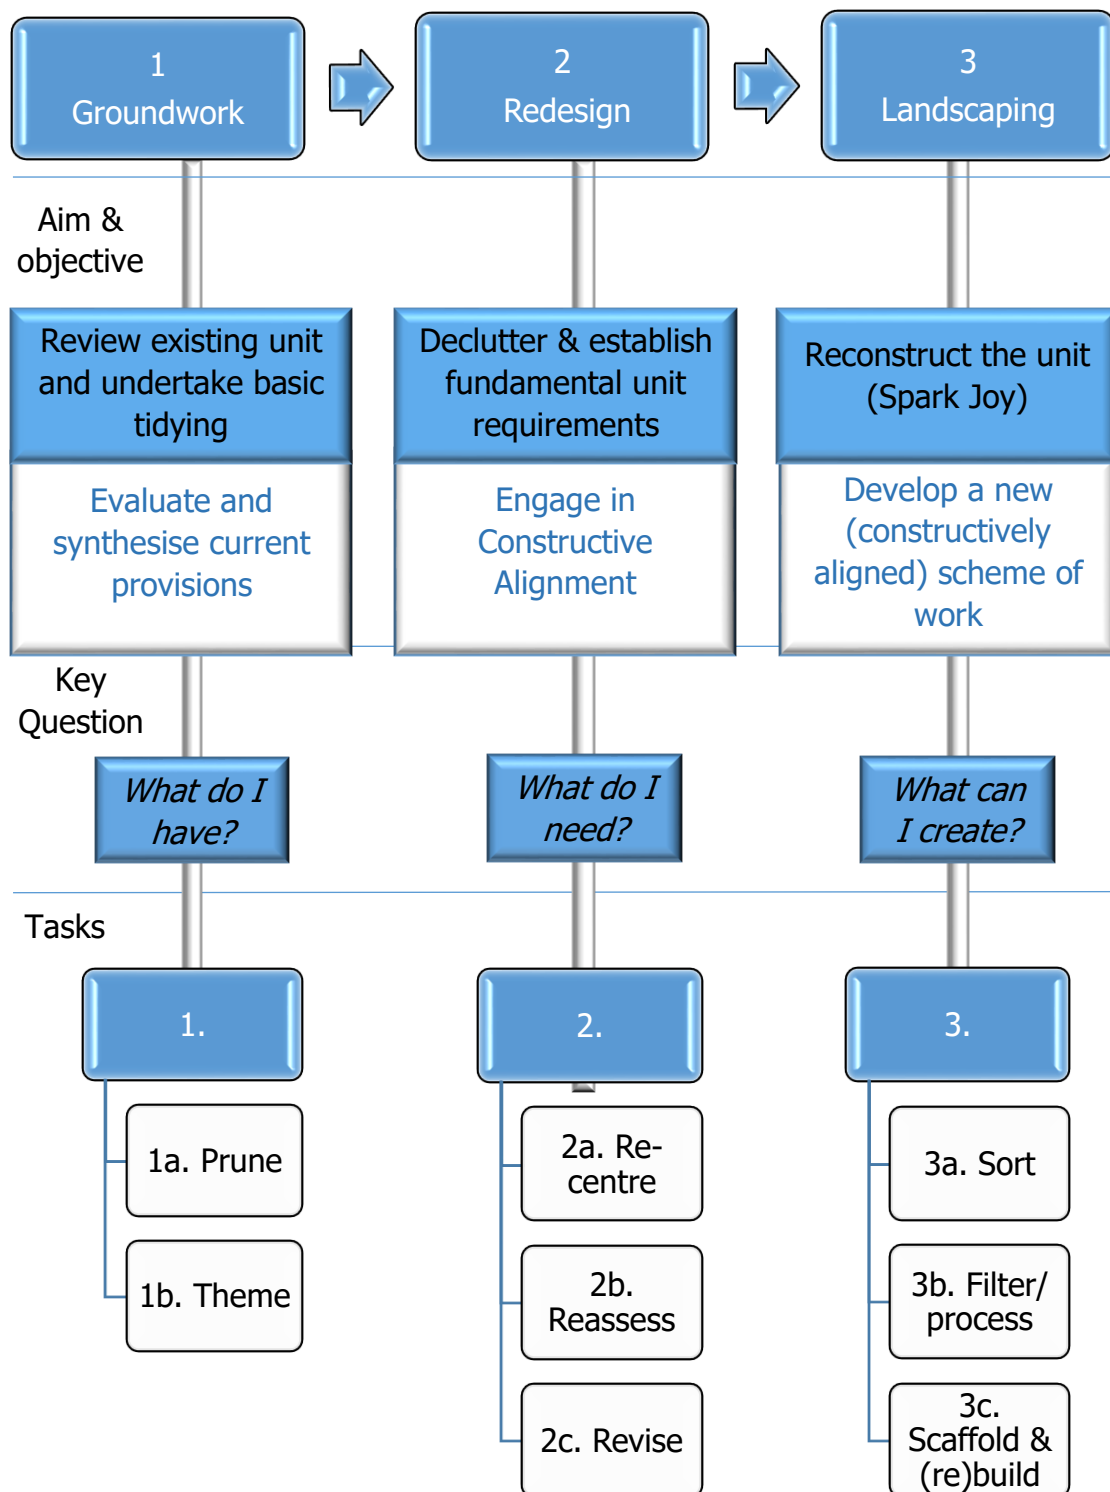 1
Groundwork
2
Redesign
3
Landscaping
Aim &
objective
Review existing unit
and undertake basic
tidying
Declutter & establish
fundamental unit
requirements
Reconstruct the unit
(Spark Joy)
Evaluate and
synthesise current
provisions
Engage in
Constructive
Alignment
Develop a new
(constructively
aligned) scheme of
work
Key
Question
What do I
have?
What do I
need?
What can
I create?
Tasks
1.
2.
3.
1a. Prune
1b. Theme
2a. Re-
centre
2b.
Reassess
2c. Revise
3a. Sort
3b. Filter/
process
3c.
Scaffold &
(re)build